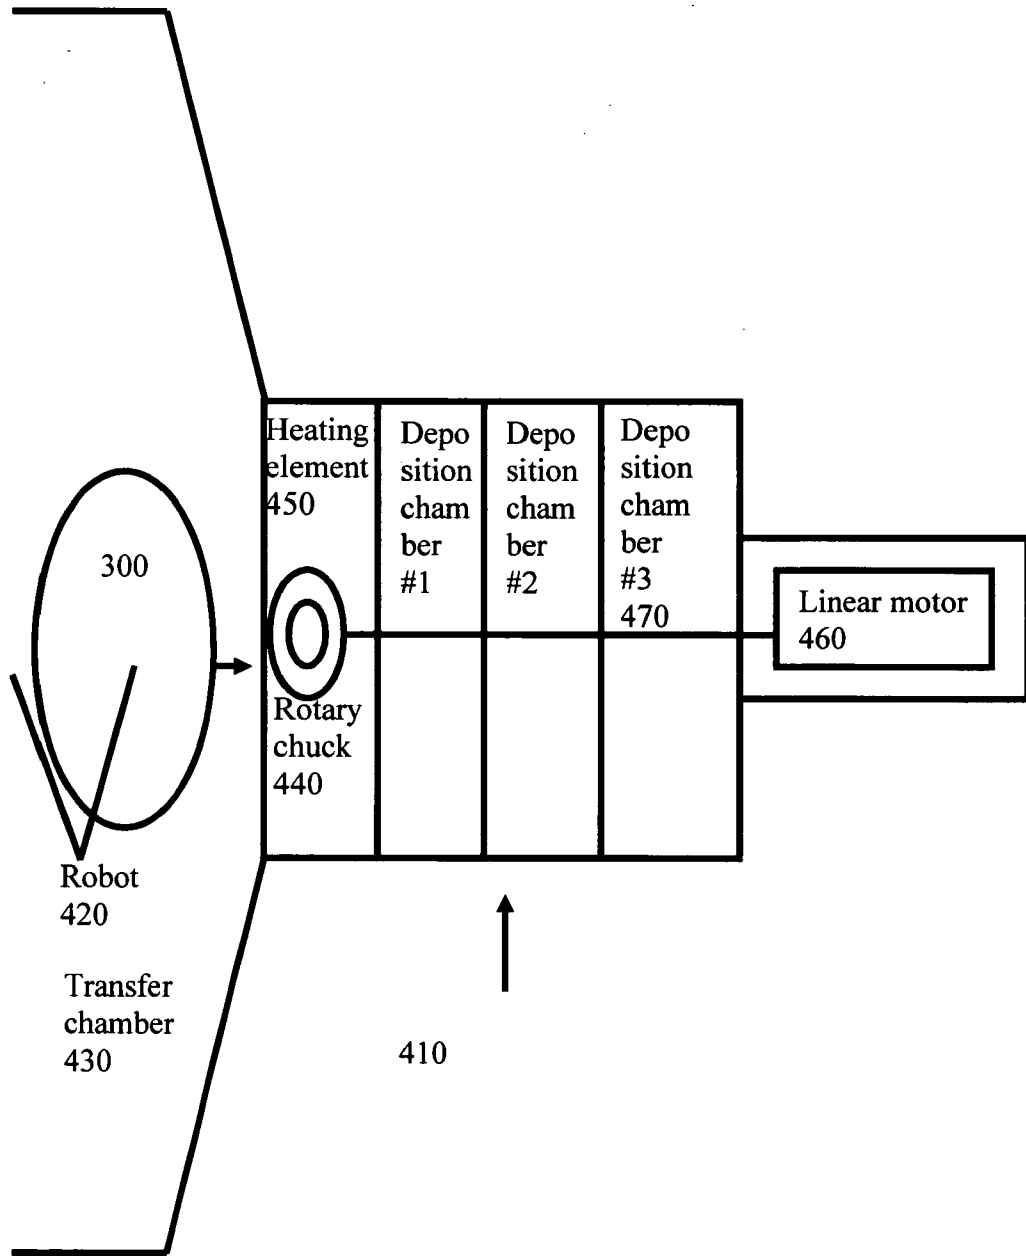 Heating
element
450
Depo
sition
cham
ber
#1
Depo
sition
cham
ber
#2
Depo
sition
cham
ber
#3
470
300
Linear motor
460
Rotary
chuck
440
Robot
420
Transfer
chamber
430
410